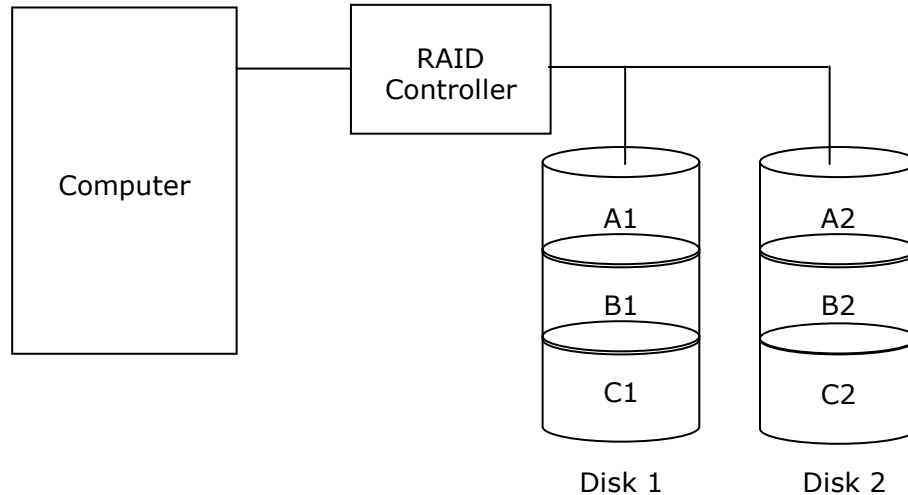 RAID
Controller
Computer
A1
A2
B1
B2
C1
C2
Disk 1
Disk 2